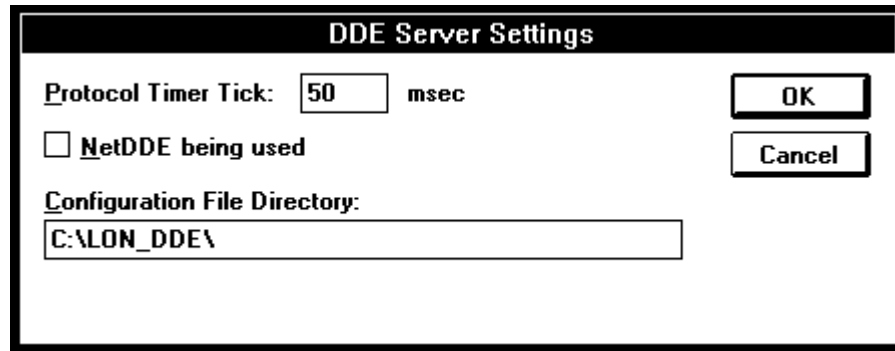 DDE Server Settings
Protocol Timer Tick: 50 msec
OK
NetDDE being used
Cancel
Configuration File Directory:
C:\LON_DDE\